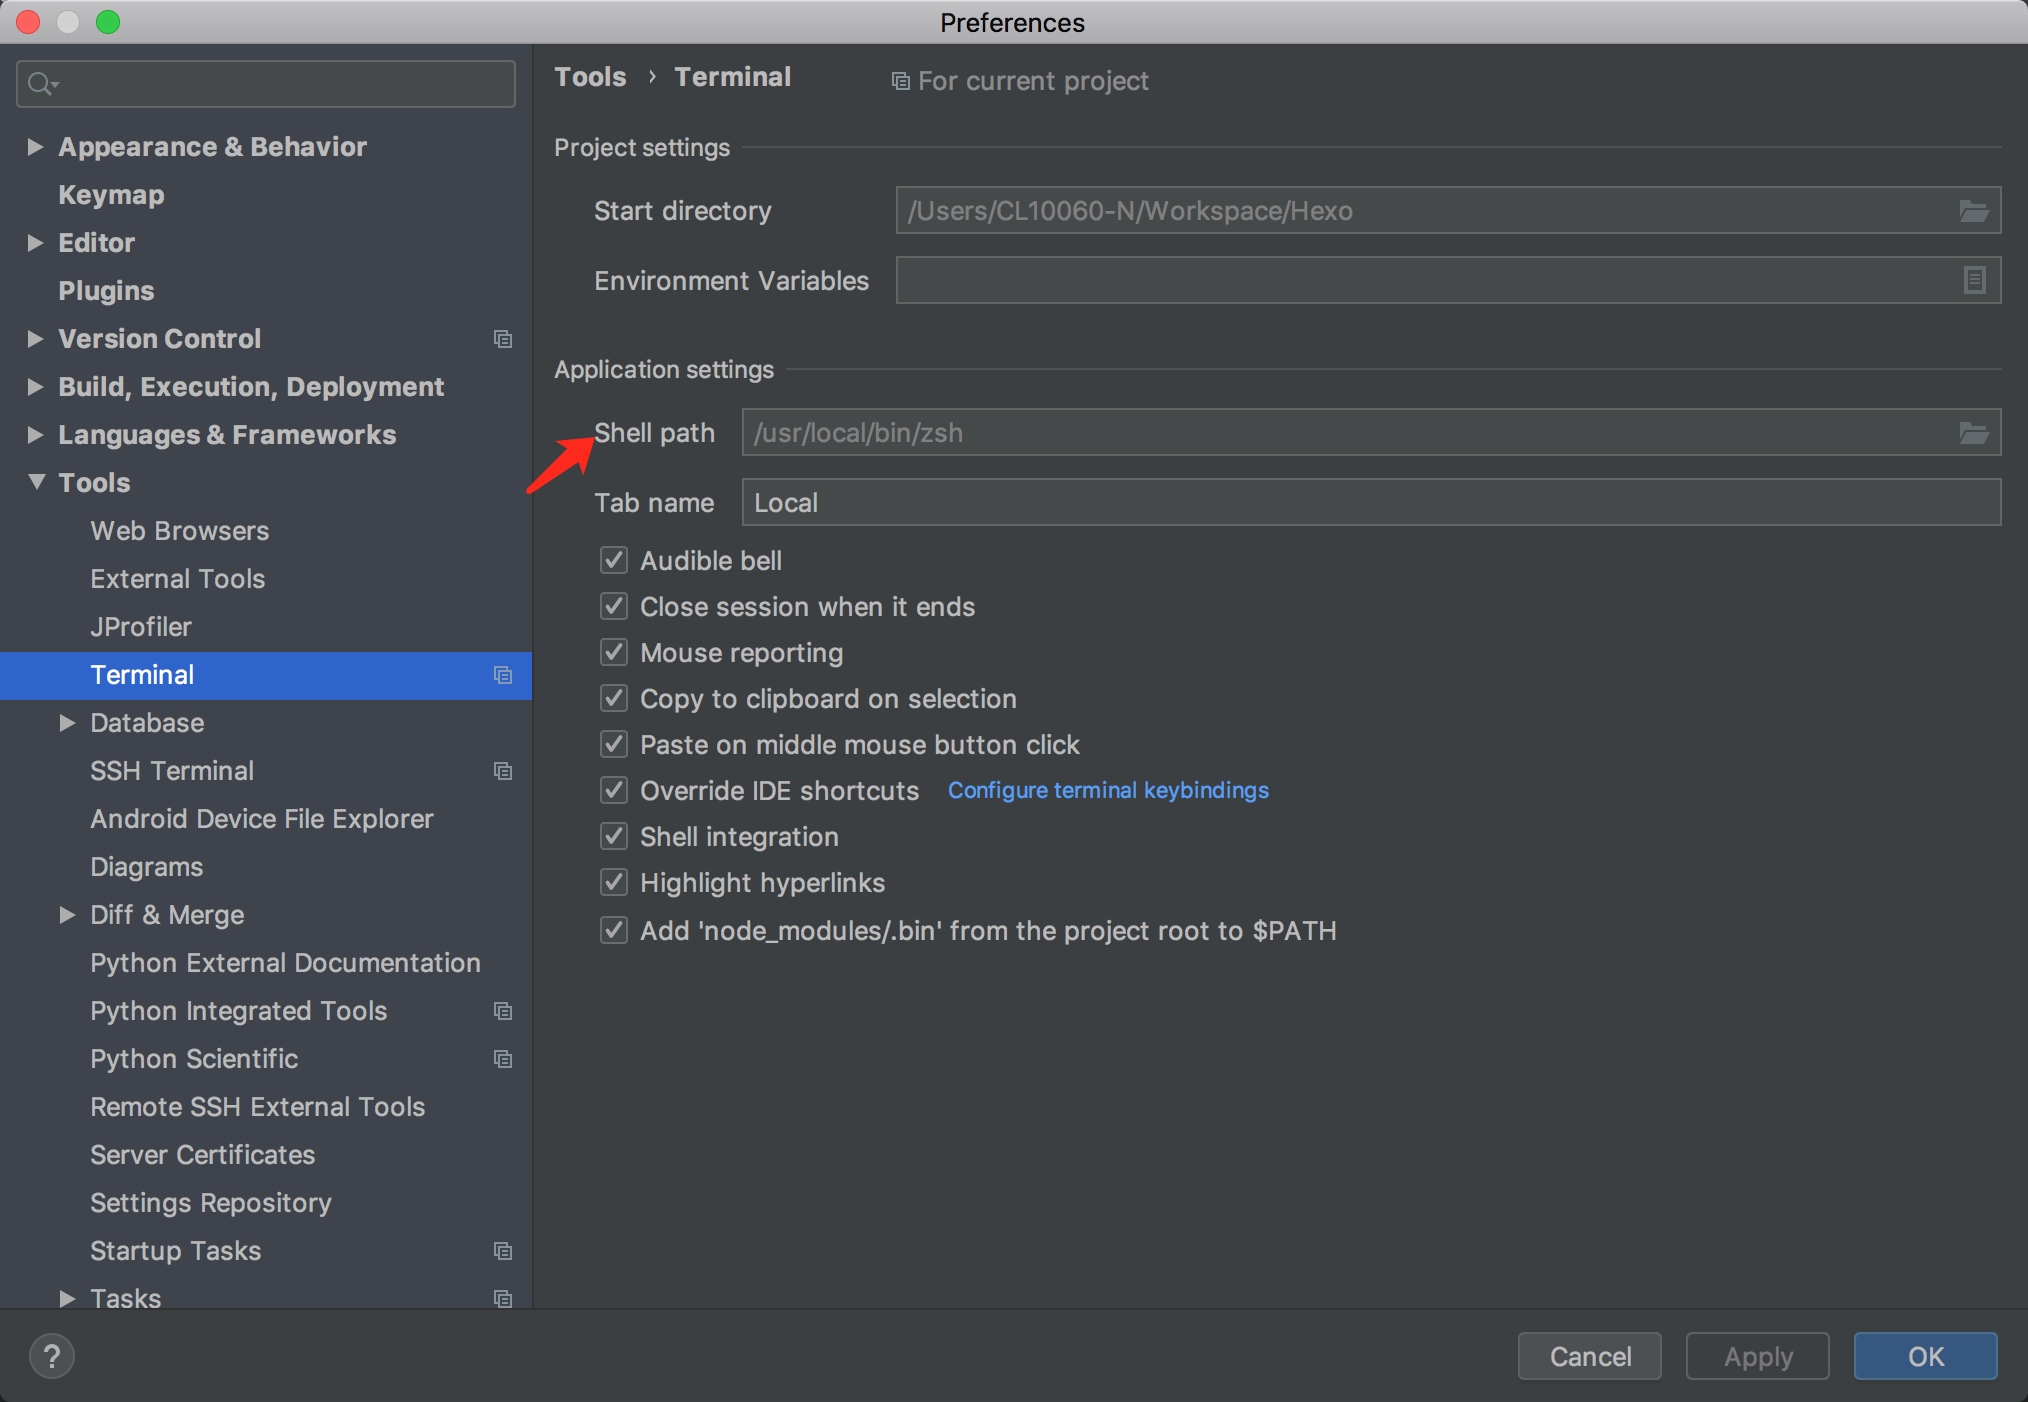 Preferences
Appearance & Behavior
Keymap
Editor
Plugins
Version Control
Build, Execution, Deployment
Languages & Frameworks
Tools
Web Browsers
External Tools
JProfiler
Terminal
Database
SSH Terminal
Android Device File Explorer
Diagrams
Diff & Merge
Python External Documentation
Python Integrated Tools
Python Scientific
Remote SSH External Tools
Server Certificates
Settings Repository
Startup Tasks
Tasks
Tools › Terminal For current project
Project settings
Start directory /Users/CL10060-N/Workspace/Hexo
Environment Variables
Application settings
Shell path /usr/local/bin/zsh
Tab name Local
Audible bell
Close session when it ends
Mouse reporting
Copy to clipboard on selection
Paste on middle mouse button click
Override IDE shortcuts Configure terminal keybindings
Shell integration
Highlight hyperlinks
Add 'node_modules/.bin' from the project root to $PATH
? Cancel Apply OK